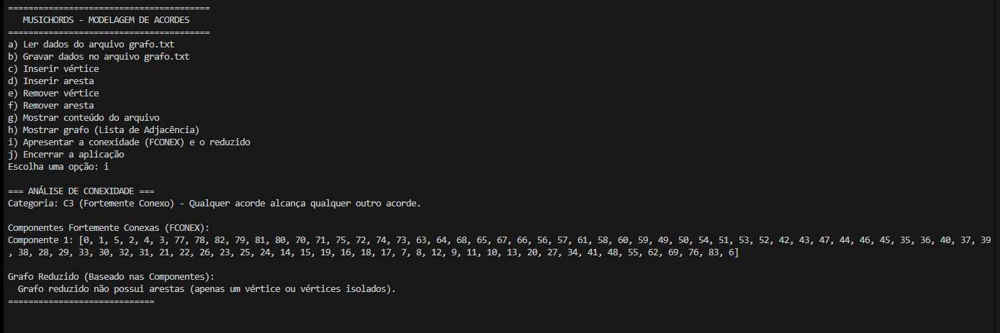 ========================================
MUSICHORDS - MODELAGEM DE ACORDES
========================================
a) Ler dados do arquivo grafo.txt
b) Gravar dados no arquivo grafo.txt
c) Inserir vértice
d) Inserir aresta
e) Remover vértice
f) Remover aresta
g) Mostrar conteúdo do arquivo
h) Mostrar grafo (Lista de Adjacência)
i) Apresentar a conexidade (FCONEX) e o reduzido
j) Encerrar a aplicação
Escolha uma opção: i
=== ANÁLISE DE CONEXIDADE ===
Categoria: C3 (Fortemente Conexo) - Qualquer acorde alcança qualquer outro acorde.
Componentes Fortemente Conexas (FCONEX):
Componente 1: [0, 1, 5, 2, 4, 3, 77, 78, 82, 79, 81, 80, 70, 71, 75, 72, 74, 73, 63, 64, 68, 65, 67, 66, 56, 57, 61, 58, 60, 59, 49, 50, 54, 51, 53, 52, 42, 43, 47, 44, 46, 45, 35, 36, 40, 37, 39
, 38, 28, 29, 33, 30, 32, 31, 21, 22, 26, 23, 25, 24, 14, 15, 19, 16, 18, 17, 7, 8, 12, 9, 11, 10, 13, 20, 27, 34, 41, 48, 55, 62, 69, 76, 83, 6]
Grafo Reduzido (Baseado nas Componentes):
Grafo reduzido não possui arestas (apenas um vértice ou vértices isolados).
=============================